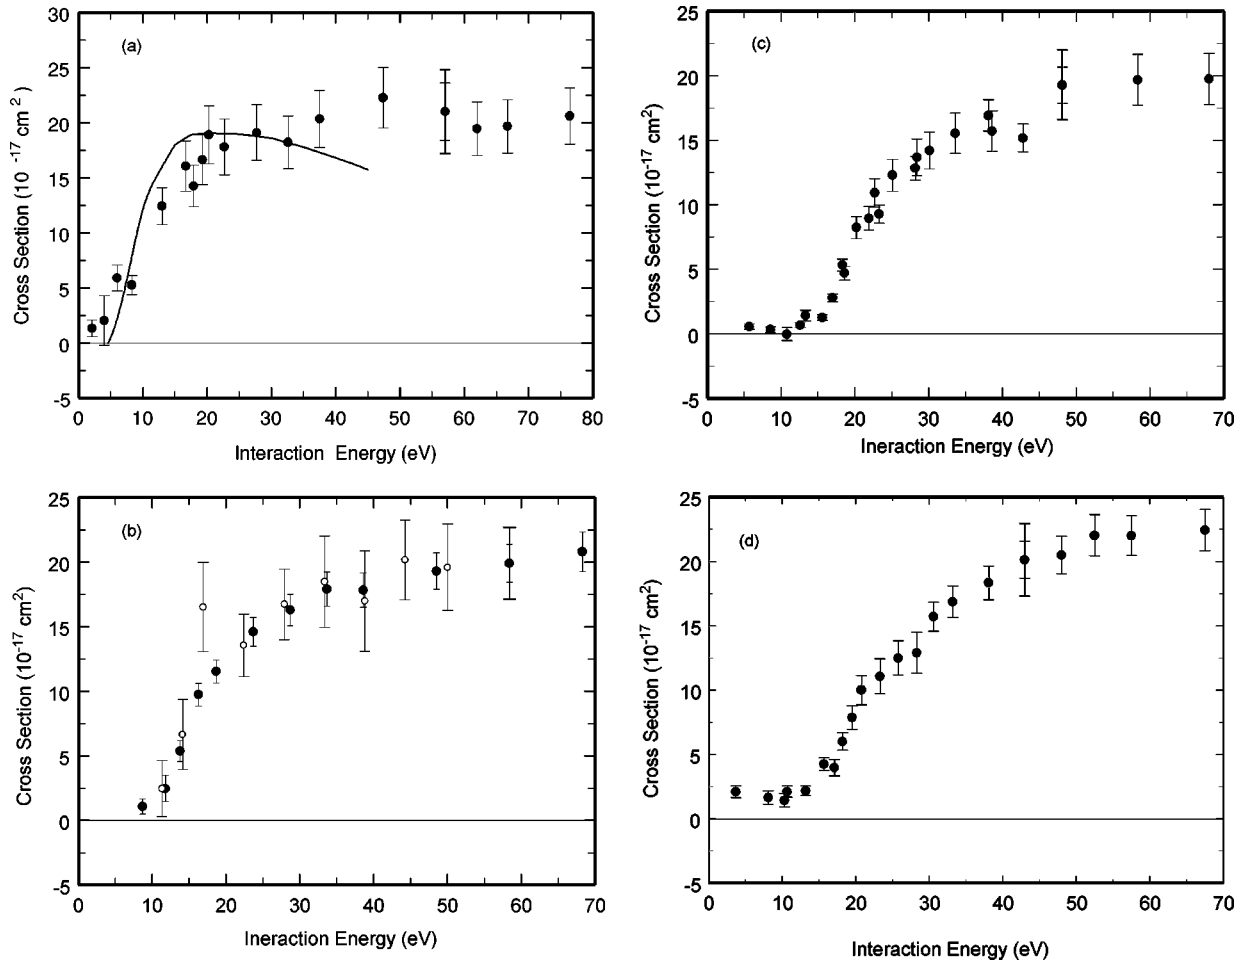 (a)
30
25
20
15
10
5
0
-5
0 10 20 30 40 50 60 70 80
Cross Section (10 -17 cm 2 )
Interaction Energy (eV)
(c)
25
20
15
10
5
0
-5
0 10 20 30 40 50 60 70
Cross Section (10-17 cm2)
Ineraction Energy (eV)
(b)
25
20
15
10
5
0
-5
0 10 20 30 40 50 60 70
Cross Section (10-17 cm2)
Ineraction Energy (eV)
(d)
25
20
15
10
5
0
-5
0 10 20 30 40 50 60 70
Cross Section (10-17 cm2)
Interaction Energy (eV)